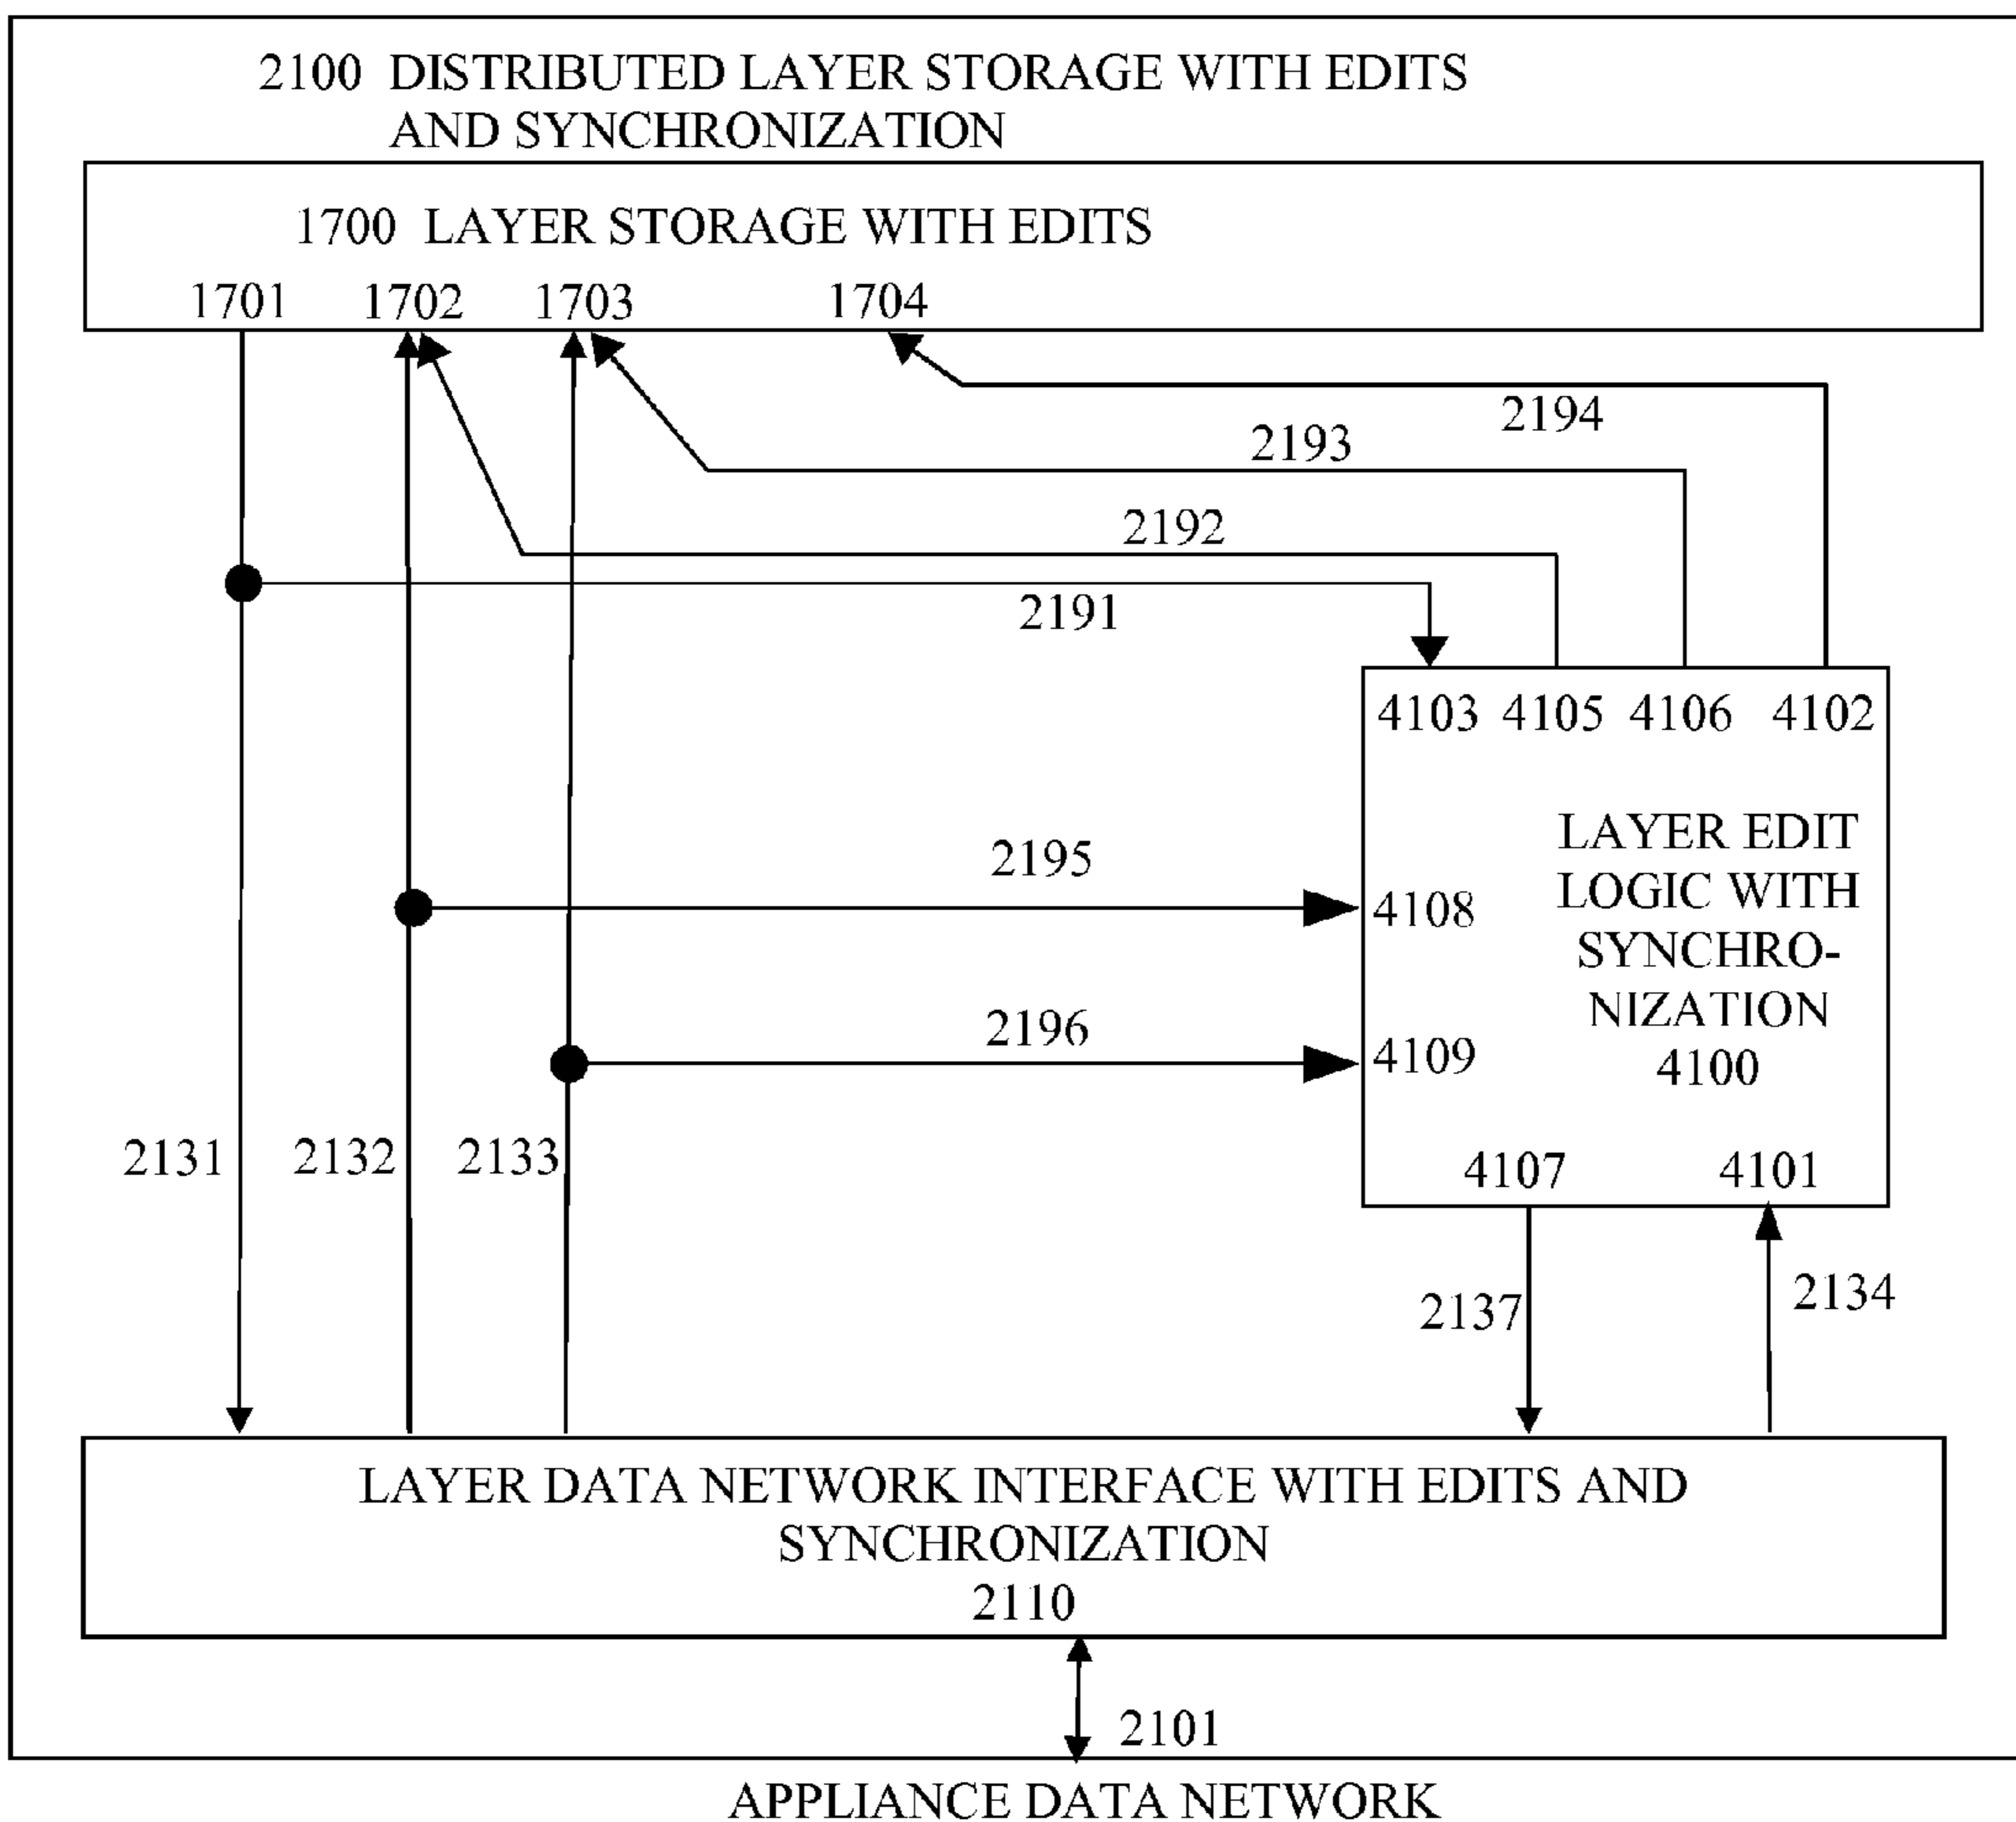 2100 DISTRIBUTED LAYER STORAGE WITH EDITS
AND SYNCHRONIZATION
1700 LAYER STORAGE WITH EDITS
1701 1702 1703 1704
2194
2193
2192
2191
4103 4105 4106 4102
LAYER EDIT
LOGIC WITH
SYNCHRO-
NIZATION
4100
2195
4108
2196
4109
2131 2132 2133
4107 4101
2137
2134
LAYER DATA NETWORK INTERFACE WITH EDITS AND
SYNCHRONIZATION
2110
2101
APPLIANCE DATA NETWORK